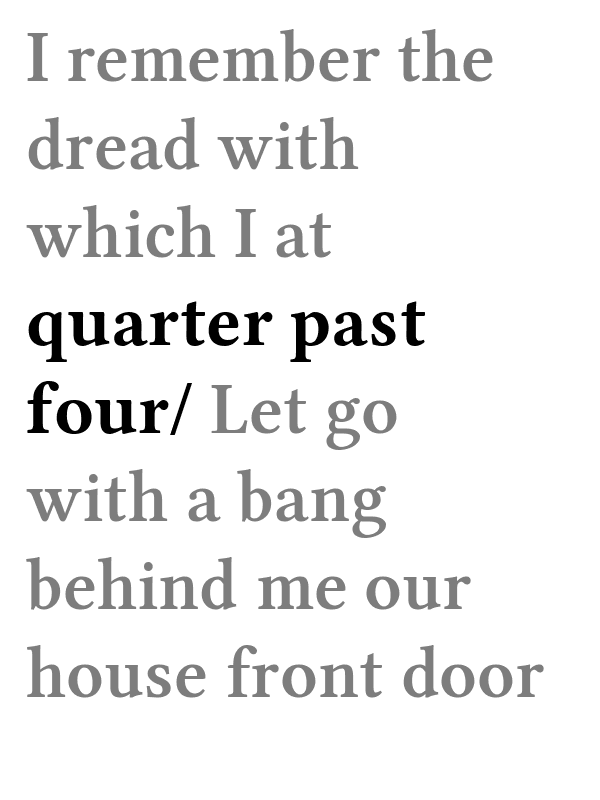 I remember the
dread with
which I at
quarter past
four/ Let go
with a bang
behind me our
house front door